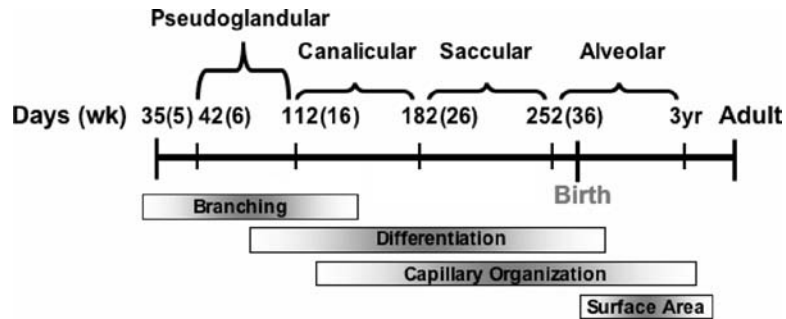 Pseudoglandular
Canalicular Saccular Alveolar
Days (wk) 35(5) 42(6) 112(16) 182(26) 252(36) 3yr Adult
Birth
Branching
Differentiation
Capillary Organization
Surface Area